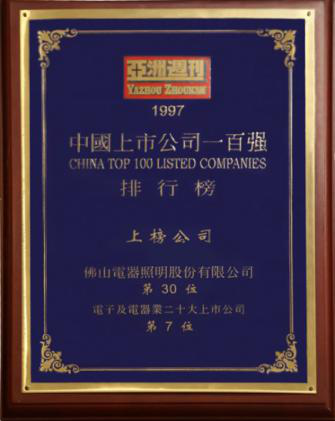 亞洲週刊
YAZHOU ZHOUKAN
1997
中國上市公司一百强
CHINA TOP 100 LISTED COMPANIES
排行榜
上榜公司
佛山電器照明股份有限公司
第 30 位
電子及電器業二十大上市公司
第 7 位